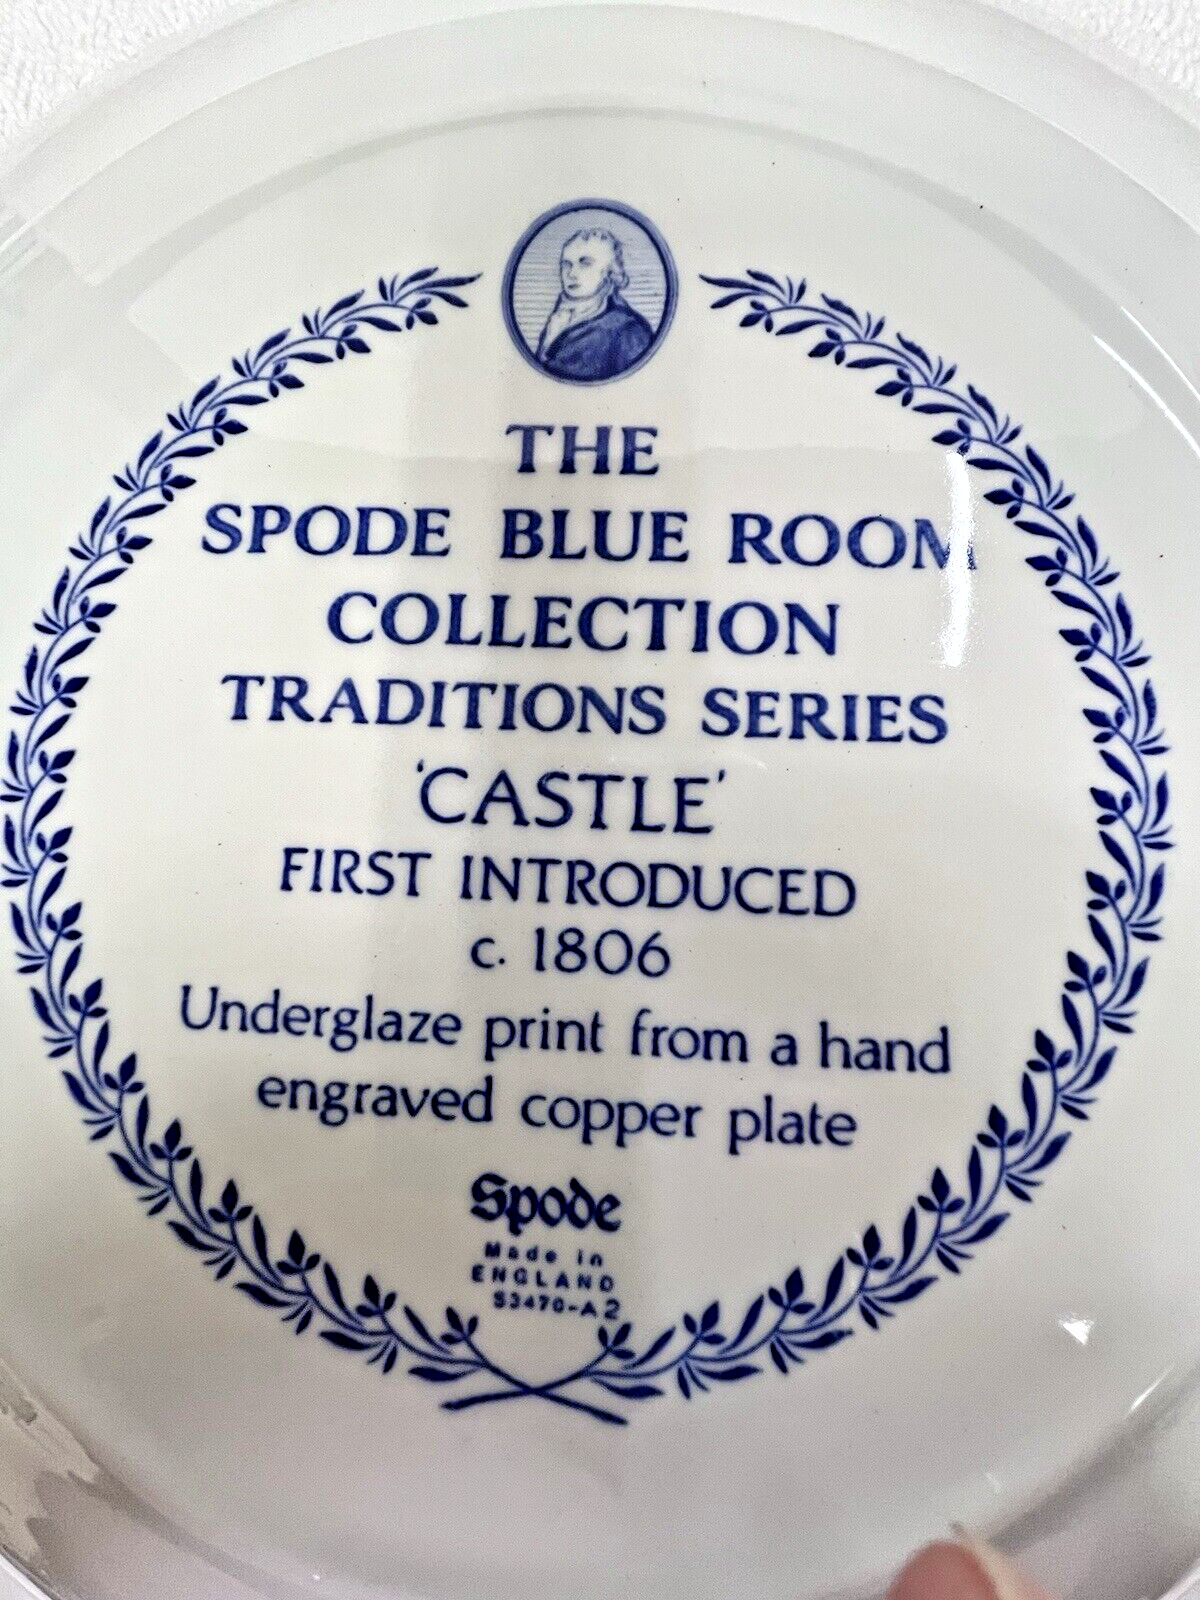 THE
SPODE BLUE ROOM
COLLECTION
TRADITIONS SERIES
'CASTLE'
FIRST INTRODUCED
c. 1806
Underglaze print from a hand
engraved copper plate
Spode
Made in
ENGLAND
S3470-A2